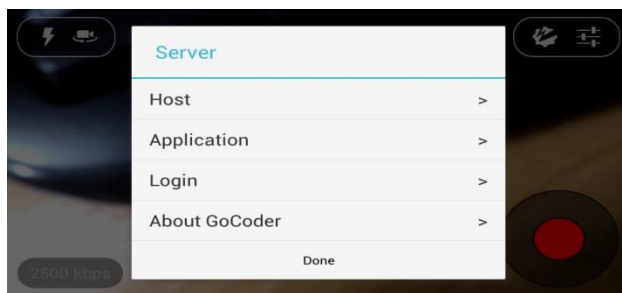 Server
Host >
Application >
Login >
About GoCoder >
Done
2500 kbps